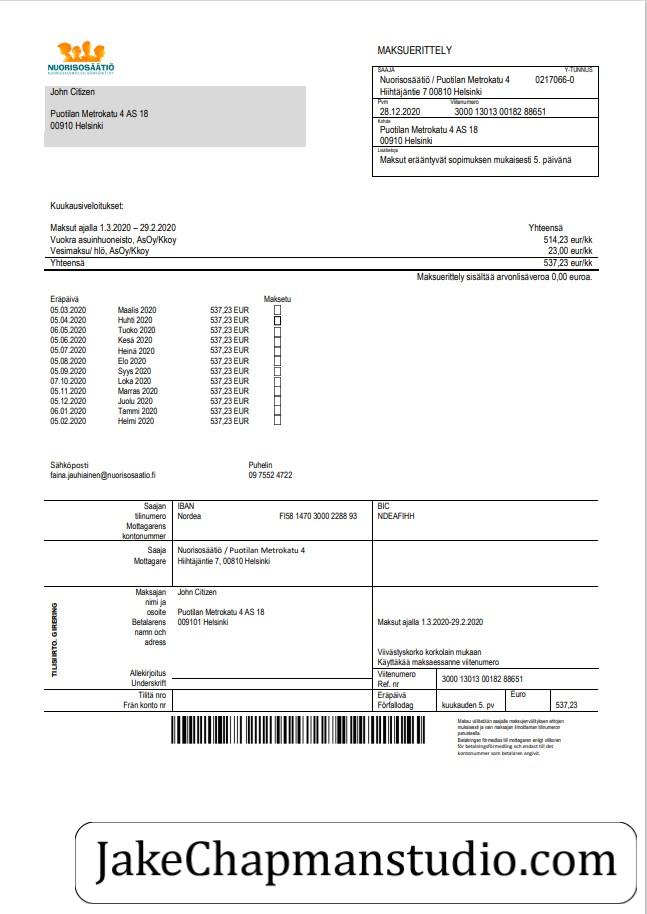 NUORISOSÄÄTIÖ
MAKSUERITTELY
SAAJA Y-TUNNUS
Nuorisosäätiö / Puotilan Metrokatu 4 0217066-0
Hiihtäjäntie 7 00810 Helsinki
Pvm Viitenumero
28.12.2020 3000 13013 00182 88651
Kohde
Puotilan Metrokatu 4 AS 18
00910 Helsinki
Lisätietoja
Maksut erääntyvät sopimuksen mukaisesti 5. päivänä
John Citizen
Puotilan Metrokatu 4 AS 18
00910 Helsinki
Kuukausiveloitukset:
Maksut ajalla 1.3.2020 – 29.2.2020 Yhteensä
Vuokra asuinhuoneisto, AsOy/Kkoy 514,23 eur/kk
Vesimaksu/ hlö, AsOy/Kkoy 23,00 eur/kk
Yhteensä 537,23 eur/kk
Maksuerittely sisältää arvonlisäveroa 0,00 euroa.
Eräpäivä Maksetu
05.03.2020 Maalis 2020 537,23 EUR
05.04.2020 Huhti 2020 537,23 EUR
06.05.2020 Tuoko 2020 537,23 EUR
05.06.2020 Kesä 2020 537,23 EUR
05.07.2020 Heinä 2020 537,23 EUR
05.08.2020 Elo 2020 537,23 EUR
05.09.2020 Syys 2020 537,23 EUR
07.10.2020 Loka 2020 537,23 EUR
05.11.2020 Marras 2020 537,23 EUR
05.12.2020 Juolu 2020 537,23 EUR
06.01.2020 Tammi 2020 537,23 EUR
05.02.2020 Helmi 2020 537,23 EUR
Sähköposti Puhelin
faina.jauhiainen@nuorisosaatio.fi 09 7552 4722
Saajan tilinumero
Mottagarens kontonummer
IBAN
Nordea FI58 1470 3000 2288 93
BIC
NDEAFIHH
Saaja
Mottagare
Nuorisosäätiö / Puotilan Metrokatu 4
Hiihtäjäntie 7, 00810 Helsinki
TILISIIRTO. GIRERING
Maksajan
nimi ja
osoite
Betalarens
namn och
adress
John Citizen
Puotilan Metrokatu 4 AS 18
009101 Helsinki
Maksut ajalla 1.3.2020-29.2.2020
Viivästyskorko korkolain mukaan
Käyttäkää maksaessanne viitenumero
Allekirjoitus
Underskrift
Viitenumero
Ref. nr
3000 13013 00182 88651
Tilitä nro
Från konto nr
Eräpäivä
Förfallodag
kuukauden 5. pv
Euro
537,23
Maksu välitetään saajalle maksujenvälityksen ehtojen
mukaisesti ja vain maksajan ilmoittaman tilinumeron
perusteella.
Betalningen förmedlas till mottagaren enligt villkoren
för betalningsförmedling och endast till det
kontonummer som betalaren angivit.
JakeChapmanstudio.com